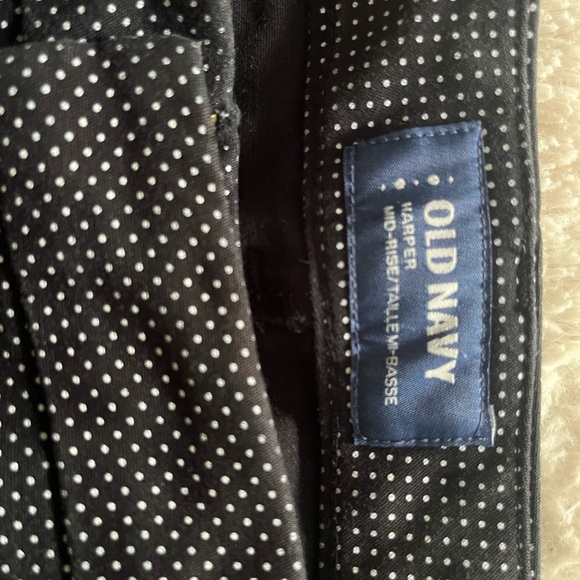 OLD NAVY
HARPER
MID-RISE/TAILLE MI-BASSE